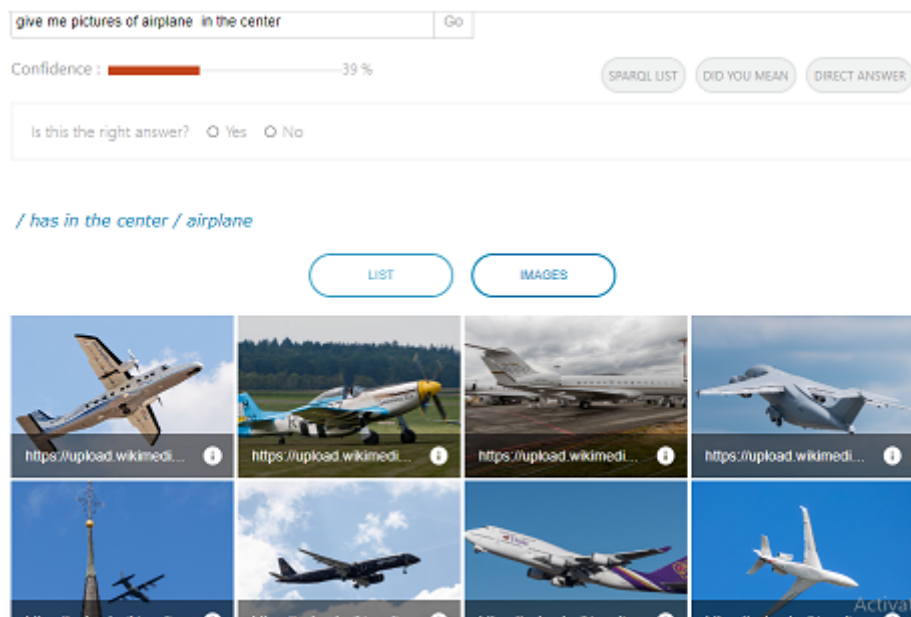 give me pictures of airplane in the center
Go
Confidence : 39 %
SPARQL LIST
DID YOU MEAN
DIRECT ANSWER
Is this the right answer? Yes No
/ has in the center / airplane
LIST
IMAGES
https://upload.wikimedi...
https://upload.wikimedi...
https://upload.wikimedi...
https://upload.wikimedi...